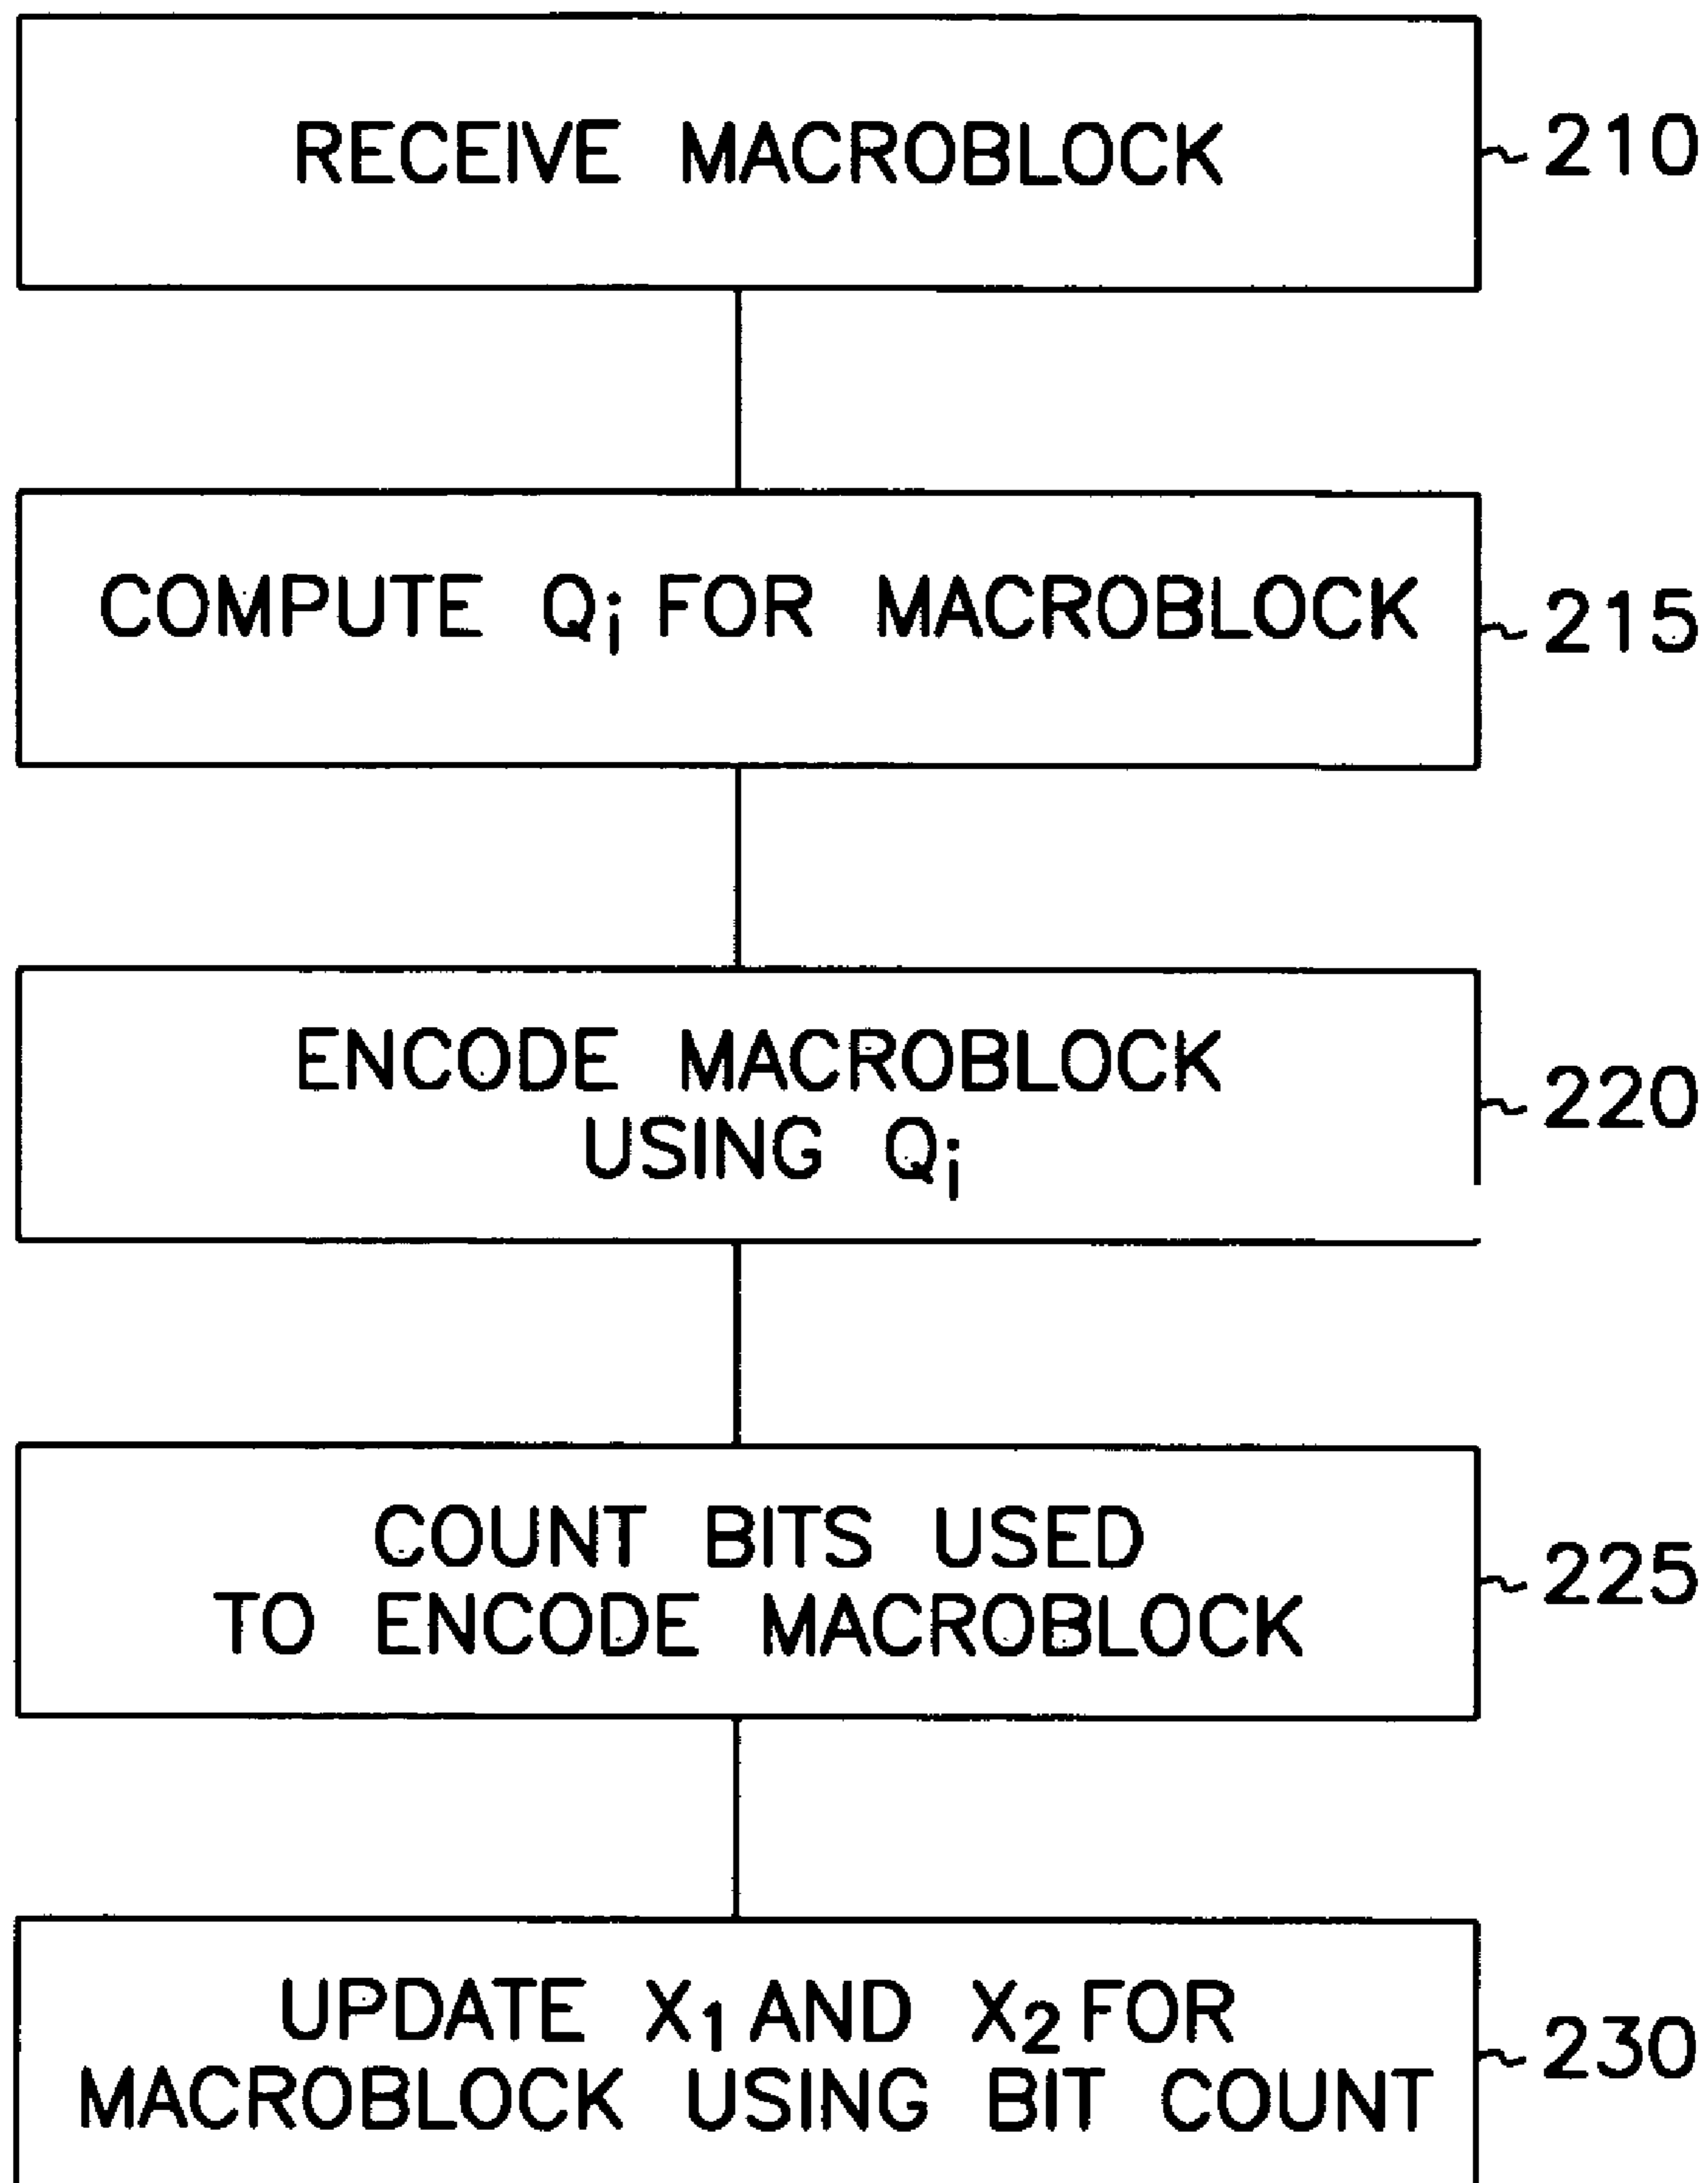 RECEIVE MACROBLOCK
210
COMPUTE Qi FOR MACROBLOCK
215
ENCODE MACROBLOCK
USING Qi
220
COUNT BITS USED
TO ENCODE MACROBLOCK
225
UPDATE X1 AND X2 FOR
MACROBLOCK USING BIT COUNT
230